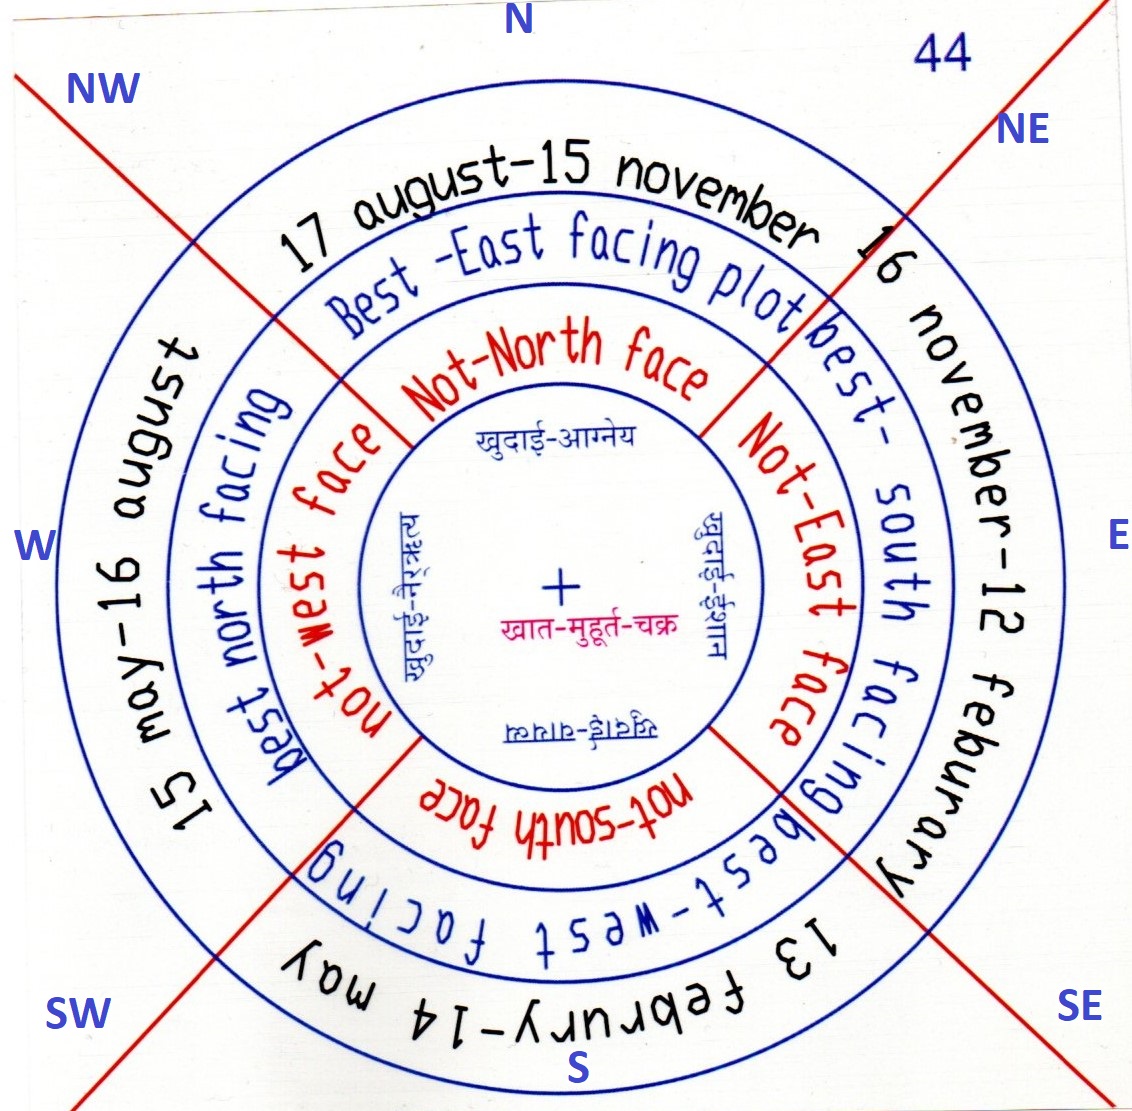 N
44
NW
NE
17 august-15 november
16 november-12 feburary
13 februry-14 may
15 may-16 august
Best -East facing plot
best- south facing
best-west facing
best north facing
Not-North face
Not-East face
not-south face
not-west face
खुदाई-आग्नेय
खुदाई-ईशान
खुदाई-वायव्य
खुदाई-नैऋत्य
+
खात-मुहूर्त-चक्र
W
E
SW
SE
S